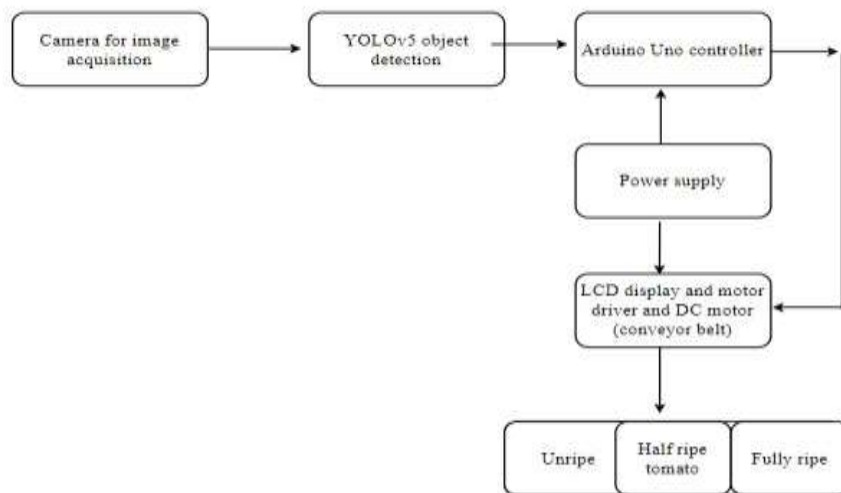 Camera for image
acquisition
YOLOv5 object
detection
Arduino Uno controller
Power supply
LCD display and motor
driver and DC motor
(conveyor belt)
Unripe
Half ripe
tomato
Fully ripe